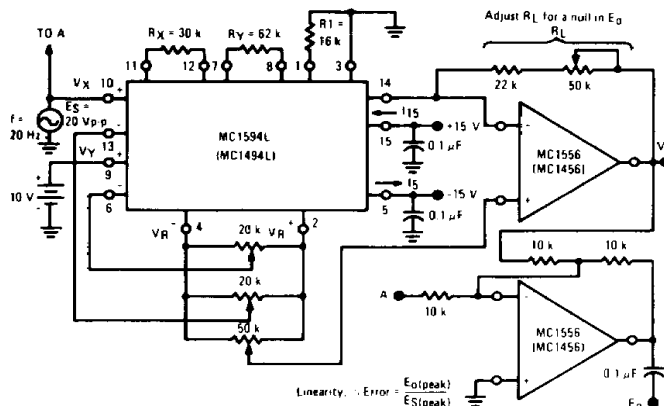 Adjust RL for a null in Eo
RL
TO A
RX = 30 k
RY = 62 k
R1 =
16 k
11
12
7
8
1
3
VX
10
+
14
22 k
50 k
f =
20 Hz
ES =
20 Vp-p
-
13
VY
9
+
MC1594L
(MC1494L)
I15
15
+15 V
0.1 µF
-
MC1556
(MC1456)
+
10 V
+
-
-
6
I5
5
-15 V
0.1 µF
4
2
VR-
VR+
20 k
20 k
50 k
10 k
10 k
A
10 k
-
MC1556
(MC1456)
+
0.1 µF
Linearity, Error = Eo(peak)
ES(peak)